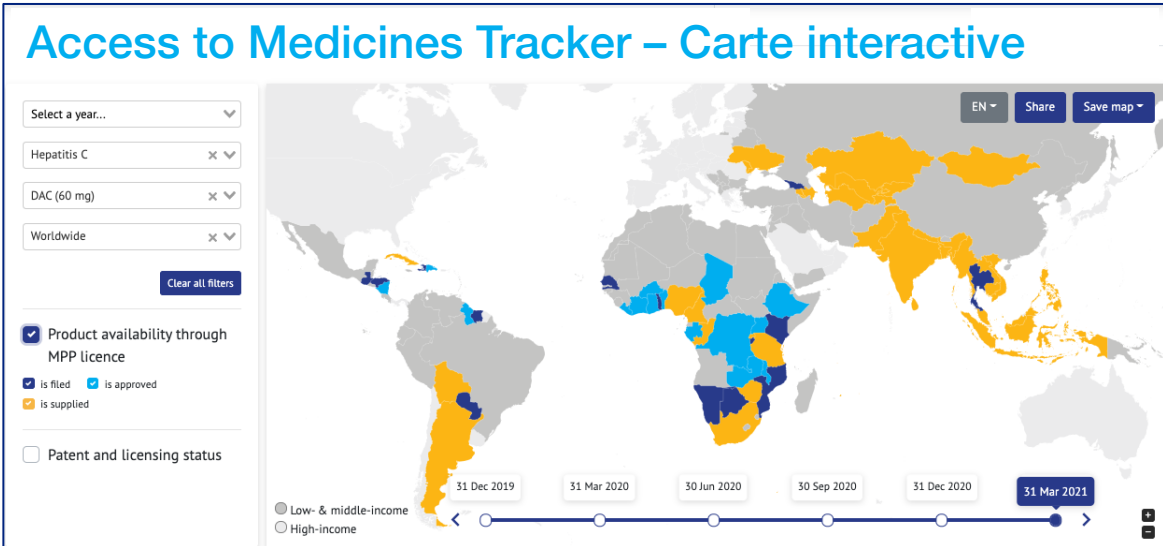 Access to Medicines Tracker – Carte interactive
Select a year...
Hepatitis C
DAC (60 mg)
Worldwide
Clear all filters
Product availability through
MPP licence
is filed
is approved
is supplied
Patent and licensing status
EN
Share
Save map
Low- & middle-income
High-income
31 Dec 2019
31 Mar 2020
30 Jun 2020
30 Sep 2020
31 Dec 2020
31 Mar 2021